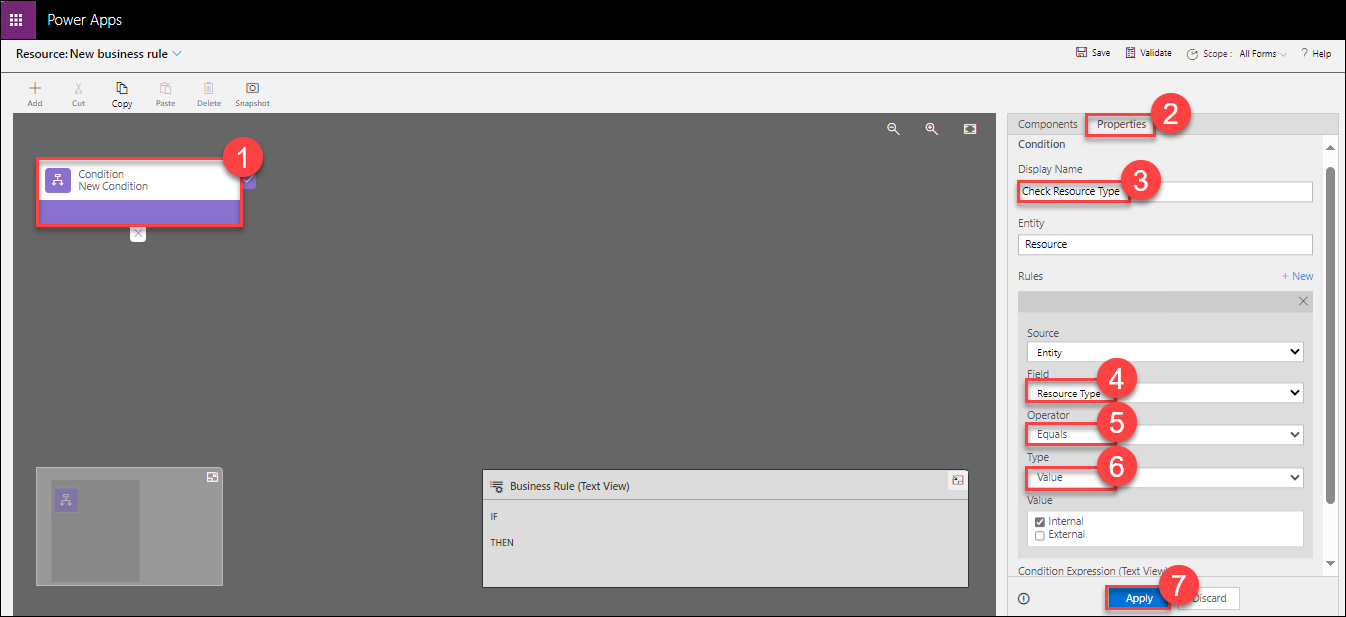 Power Apps
Resource: New business rule
Save
Validate
Scope :
All Forms
? Help
Add
Cut
Copy
Paste
Delete
Snapshot
1
Condition
New Condition
Components
Properties
2
Condition
Display Name
Check Resource Type
3
Entity
Resource
Rules
+ New
Source
Entity
Field
Resource Type
4
Operator
Equals
5
Type
Value
6
Value
Internal
External
Condition Expression (Text View)
Apply
7
Discard
Business Rule (Text View)
IF
THEN